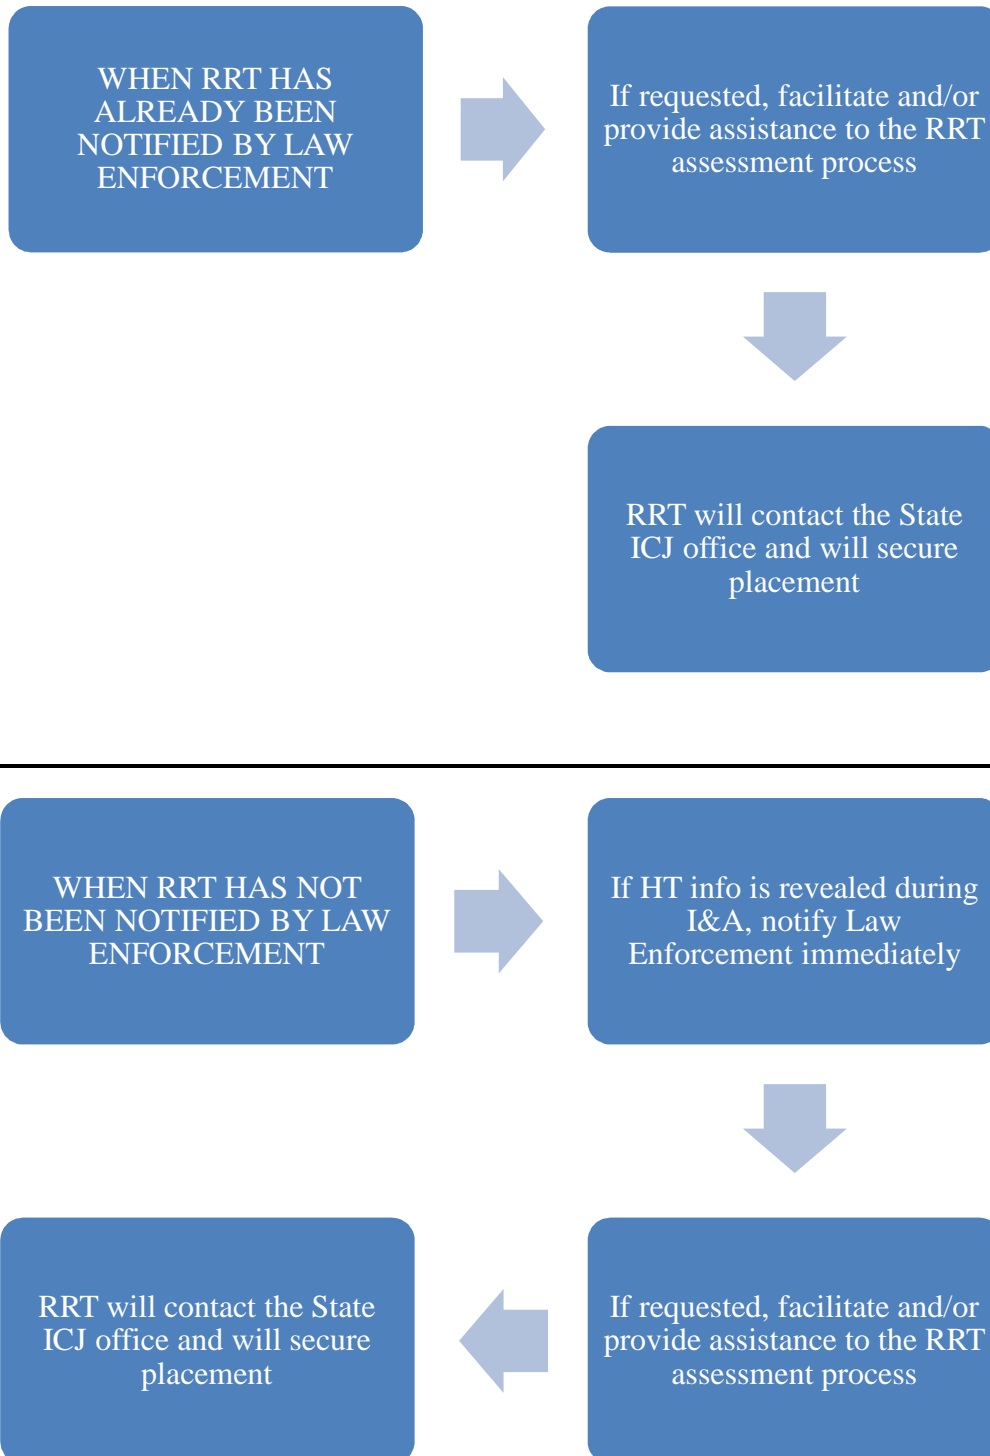 WHEN RRT HAS
ALREADY BEEN
NOTIFIED BY LAW
ENFORCEMENT
If requested, facilitate and/or
provide assistance to the RRT
assessment process
RRT will contact the State
ICJ office and will secure
placement
WHEN RRT HAS NOT
BEEN NOTIFIED BY LAW
ENFORCEMENT
If HT info is revealed during
I&A, notify Law
Enforcement immediately
If requested, facilitate and/or
provide assistance to the RRT
assessment process
RRT will contact the State
ICJ office and will secure
placement